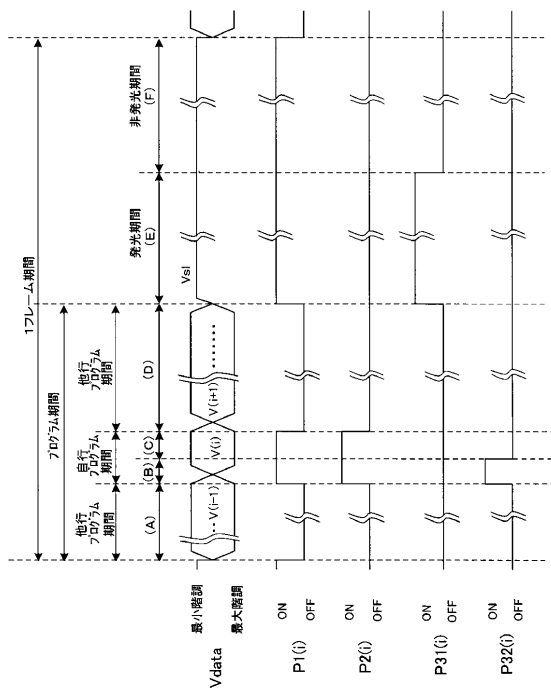 1フレーム期間
プログラム期間
他行
プログラム
期間
自行
プログラム
期間
他行
プログラム
期間
発光期間
(E)
非発光期間
(F)
(A)
(B)
(C)
(D)
Vdata
最小階調
最大階調
‥V(i-1)
V(i)
V(i+1)
‥‥‥
Vsl
P1(i)
ON
OFF
P2(i)
ON
OFF
P31(i)
ON
OFF
P32(i)
ON
OFF